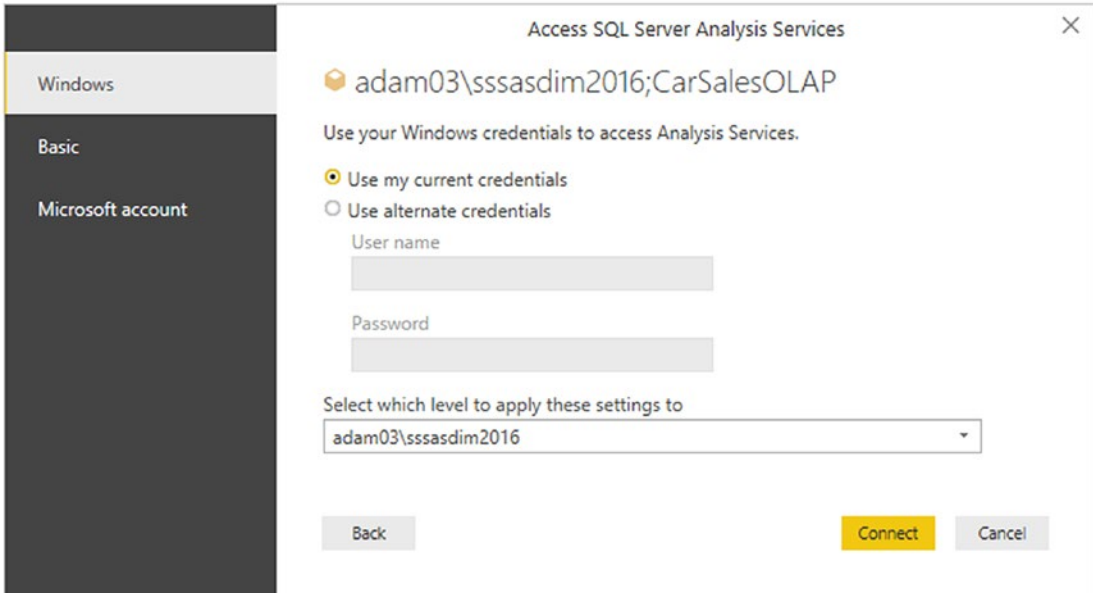 Access SQL Server Analysis Services
Windows
Basic
Microsoft account
adam03\sssasdim2016;CarSalesOLAP
Use your Windows credentials to access Analysis Services.
Use my current credentials
Use alternate credentials
User name
Password
Select which level to apply these settings to
adam03\sssasdim2016
Back
Connect
Cancel